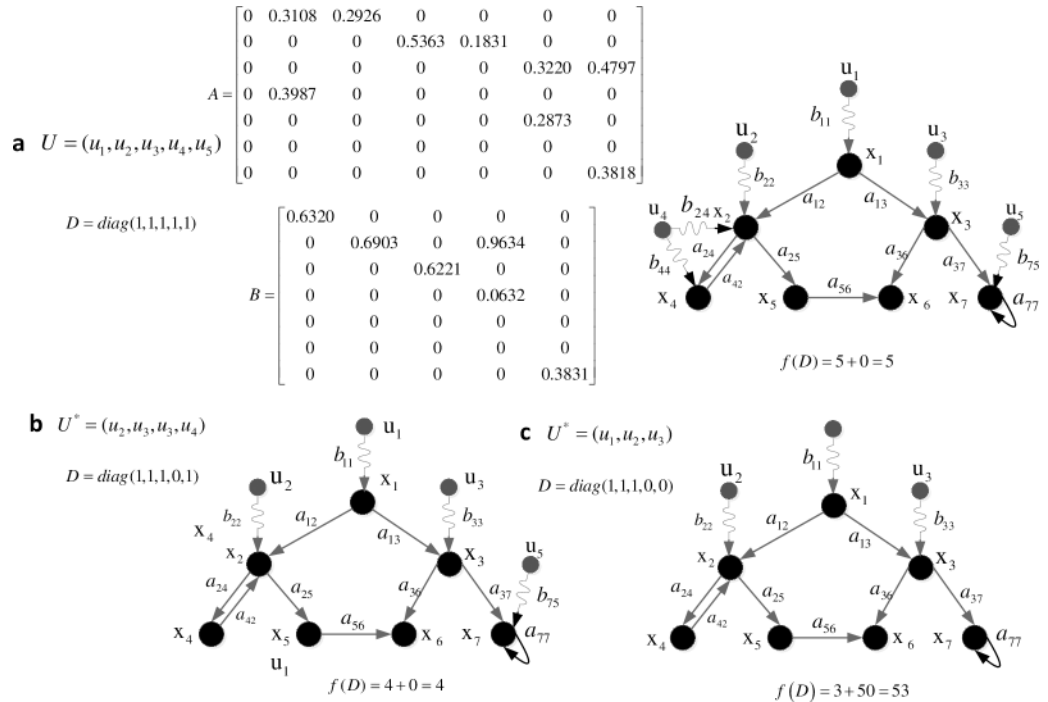 a U = (u₁,u₂,u₃,u₄,u₅)
A =
0 0.3108 0.2926 0 0 0 0
0 0 0 0.5363 0.1831 0 0
0 0 0 0 0 0.3220 0.4797
0 0.3987 0 0 0 0 0
0 0 0 0 0 0.2873 0
0 0 0 0 0 0 0
0 0 0 0 0 0 0.3818
D = diag(1,1,1,1,1)
B =
0.6320 0 0 0 0
0 0.6903 0 0.9634 0
0 0 0.6221 0 0
0 0 0 0.0632 0
0 0 0 0 0
0 0 0 0 0
0 0 0 0 0.3831
u₁
b₁₁
u₂ x₁ u₃
b₂₂ b₃₃
a₁₂ a₁₃
u₄ b₂₄ x₂ x₃ u₅
b₄₄ a₂₄ a₄₂ a₂₅ a₃₆ a₃₇ b₇₅
x₄ x₅ a₅₆ x₆ x₇ a₇₇
f(D) = 5 + 0 = 5
b U* = (u₂,u₃,u₃,u₄)
D = diag(1,1,1,0,1)
u₁
b₁₁
u₂ x₁ u₃
b₂₂ a₁₂ a₁₃ b₃₃
x₄
x₂ x₃ u₅
a₂₄ a₄₂ a₂₅ a₃₆ a₃₇ b₇₅
x₄ x₅ a₅₆ x₆ x₇ a₇₇
u₁
f(D) = 4 + 0 = 4
c U* = (u₁,u₂,u₃)
D = diag(1,1,1,0,0)
b₁₁
u₂ x₁ u₃
b₂₂ a₁₂ a₁₃ b₃₃
x₂ x₃
a₂₄ a₄₂ a₂₅ a₃₆ a₃₇
x₄ x₅ a₅₆ x₆ x₇ a₇₇
f(D) = 3 + 50 = 53